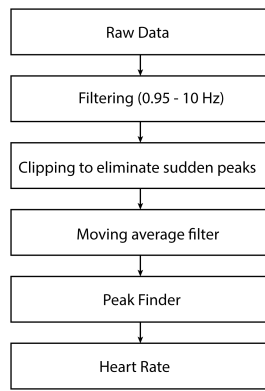 Raw Data
Filtering (0.95 - 10 Hz)
Clipping to eliminate sudden peaks
Moving average filter
Peak Finder
Heart Rate